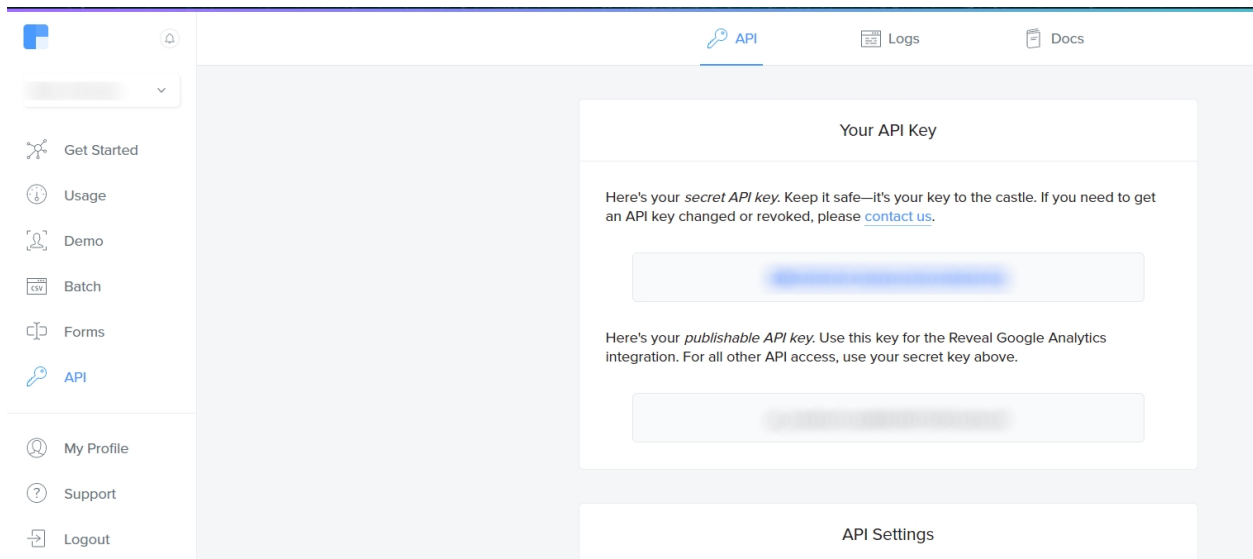 API
Logs
Docs
Get Started
Usage
Demo
CSV
Batch
Forms
API
My Profile
Support
Logout
Your API Key
Here's your secret API key. Keep it safe—it's your key to the castle. If you need to get
an API key changed or revoked, please contact us.
Here's your publishable API key. Use this key for the Reveal Google Analytics
integration. For all other API access, use your secret key above.
API Settings